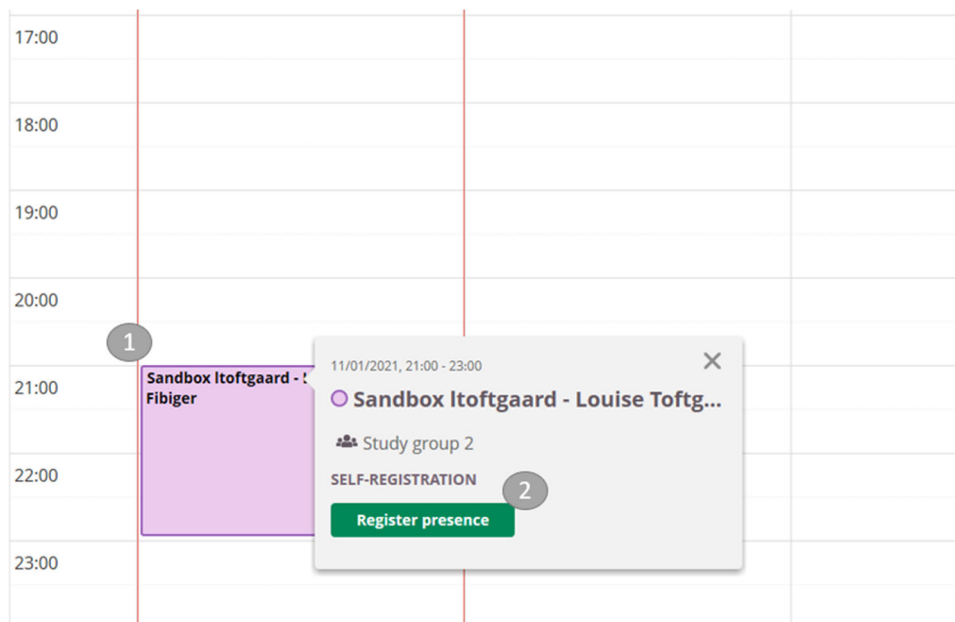 17:00
18:00
19:00
20:00
1
21:00
Sandbox ltoftgaard -
Fibiger
11/01/2021, 21:00 - 23:00
Sandbox ltoftgaard - Louise Toftg...
Study group 2
SELF-REGISTRATION
2
Register presence
22:00
23:00